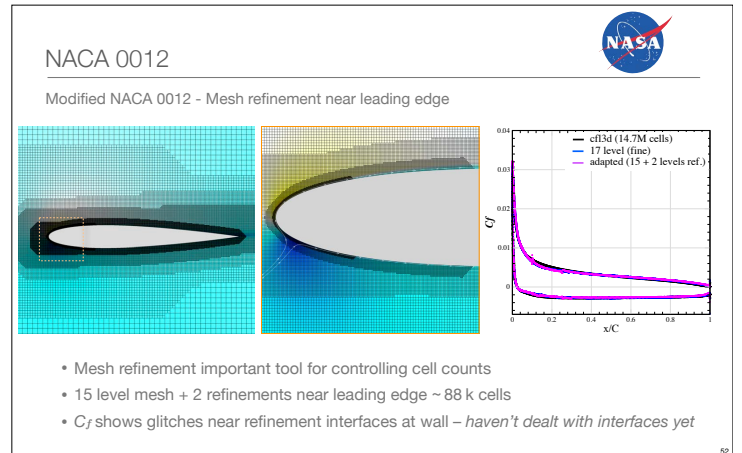 NACA 0012
NASA
Modified NACA 0012 - Mesh refinement near leading edge
0.04
cfl3d (14.7M cells)
17 level (fine)
adapted (15 + 2 levels ref.)
0.03
0.02
Cf
0.01
0
0 0.2 0.4 0.6 0.8 1
x/C
• Mesh refinement important tool for controlling cell counts
• 15 level mesh + 2 refinements near leading edge ~ 88 k cells
• Cf shows glitches near refinement interfaces at wall – haven't dealt with interfaces yet
52